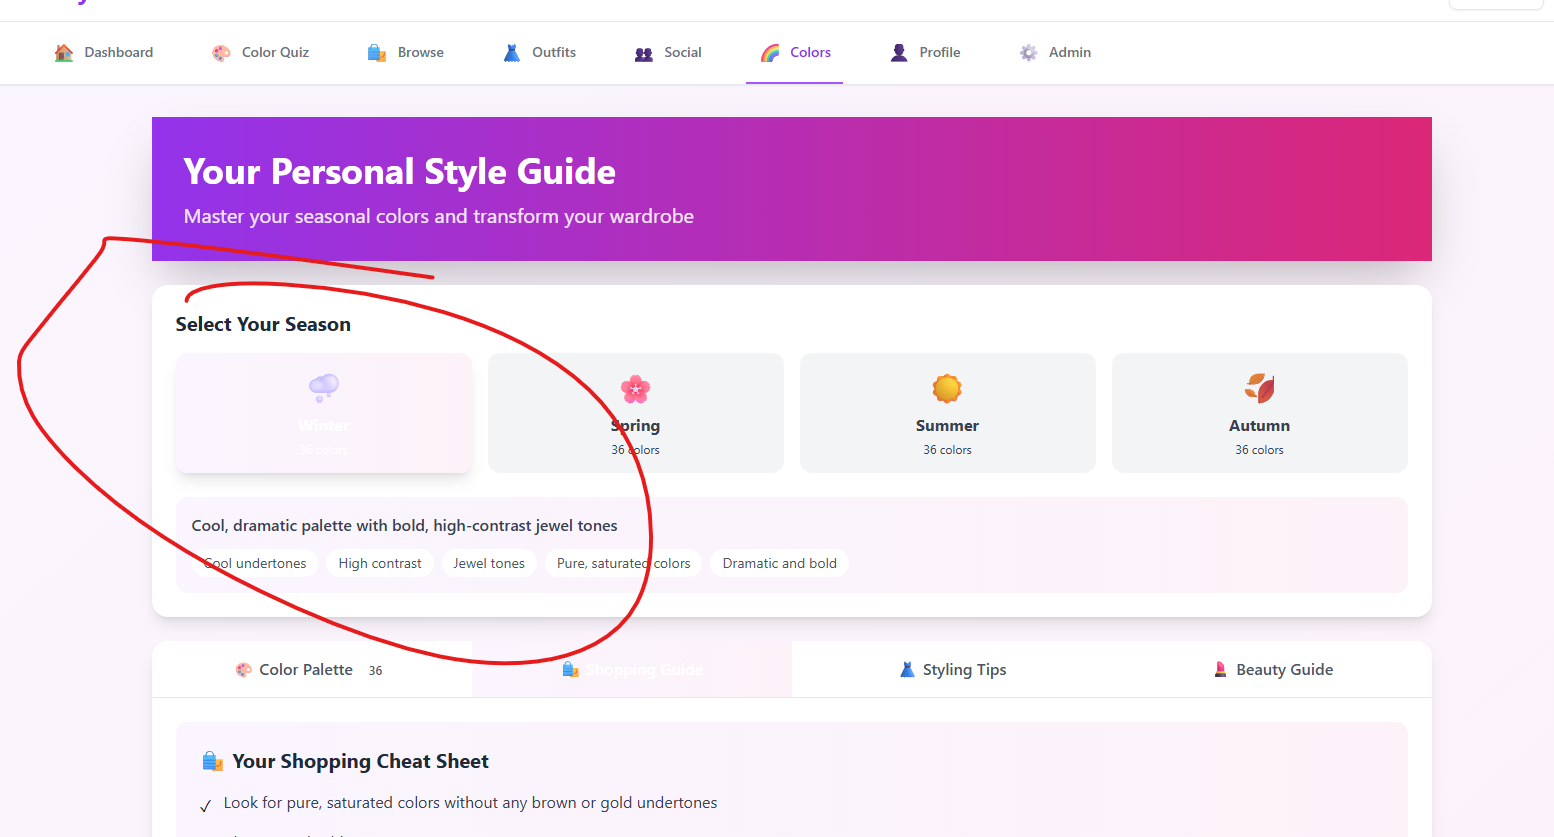 Dashboard Color Quiz Browse Outfits Social Colors Profile Admin
Your Personal Style Guide
Master your seasonal colors and transform your wardrobe
Select Your Season
Winter Spring Summer Autumn
36 colors 36 colors 36 colors 36 colors
Cool, dramatic palette with bold, high-contrast jewel tones
Cool undertones High contrast Jewel tones Pure, saturated colors Dramatic and bold
Color Palette 36 Shopping Guide Styling Tips Beauty Guide
Your Shopping Cheat Sheet
✓ Look for pure, saturated colors without any brown or gold undertones